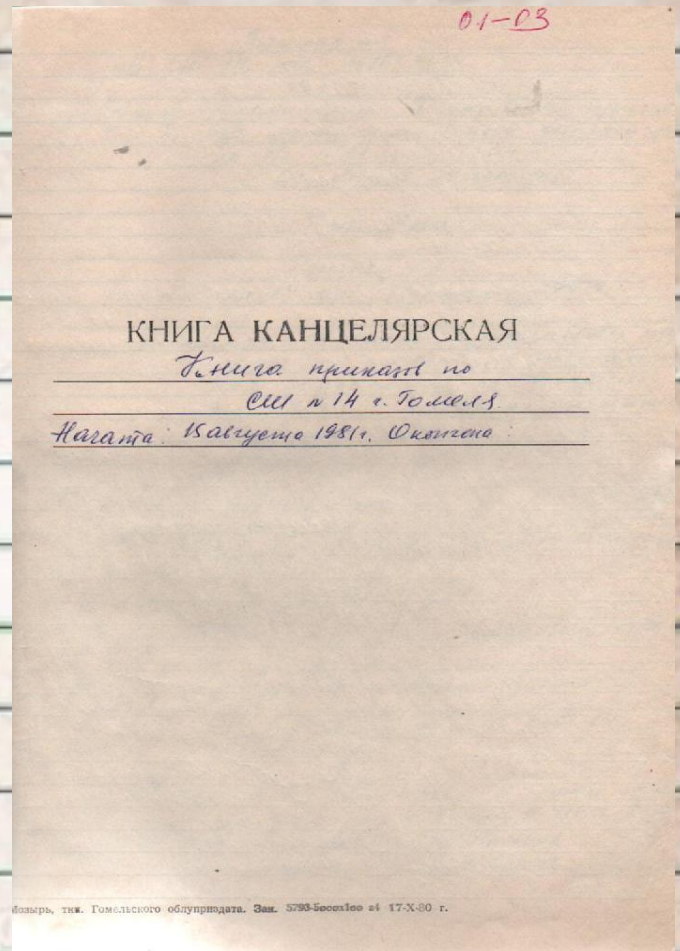 01-03
КНИГА КАНЦЕЛЯРСКАЯ
Книга приказов по
СШ № 14 г. Гомеля
Начата: 15 августа 1981 г. Окончена:
Мозырь, тип. Гомельского облуприздата. Зак. 17-X-80 г.